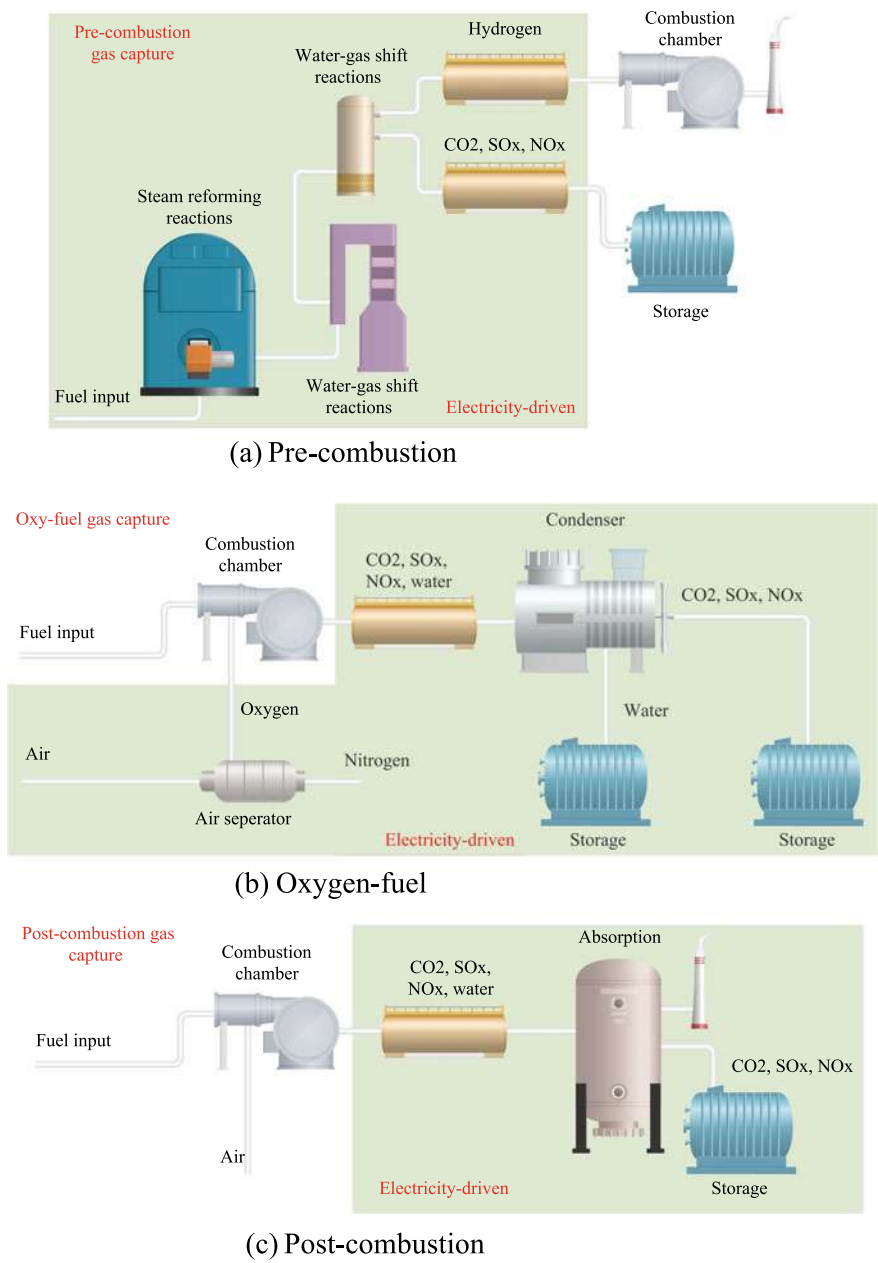 Pre-combustion
gas capture
Hydrogen
Combustion
chamber
Water-gas shift
reactions
CO2, SOx, NOx
Steam reforming
reactions
Storage
Fuel input
Water-gas shift
reactions
Electricity-driven
(a) Pre-combustion
Oxy-fuel gas capture
Combustion
chamber
Condenser
CO2, SOx,
NOx, water
CO2, SOx, NOx
Fuel input
Oxygen
Water
Air
Nitrogen
Air seperator
Electricity-driven
Storage
Storage
(b) Oxygen-fuel
Post-combustion gas
capture
Combustion
chamber
Absorption
CO2, SOx,
NOx, water
Fuel input
CO2, SOx, NOx
Air
Electricity-driven
Storage
(c) Post-combustion